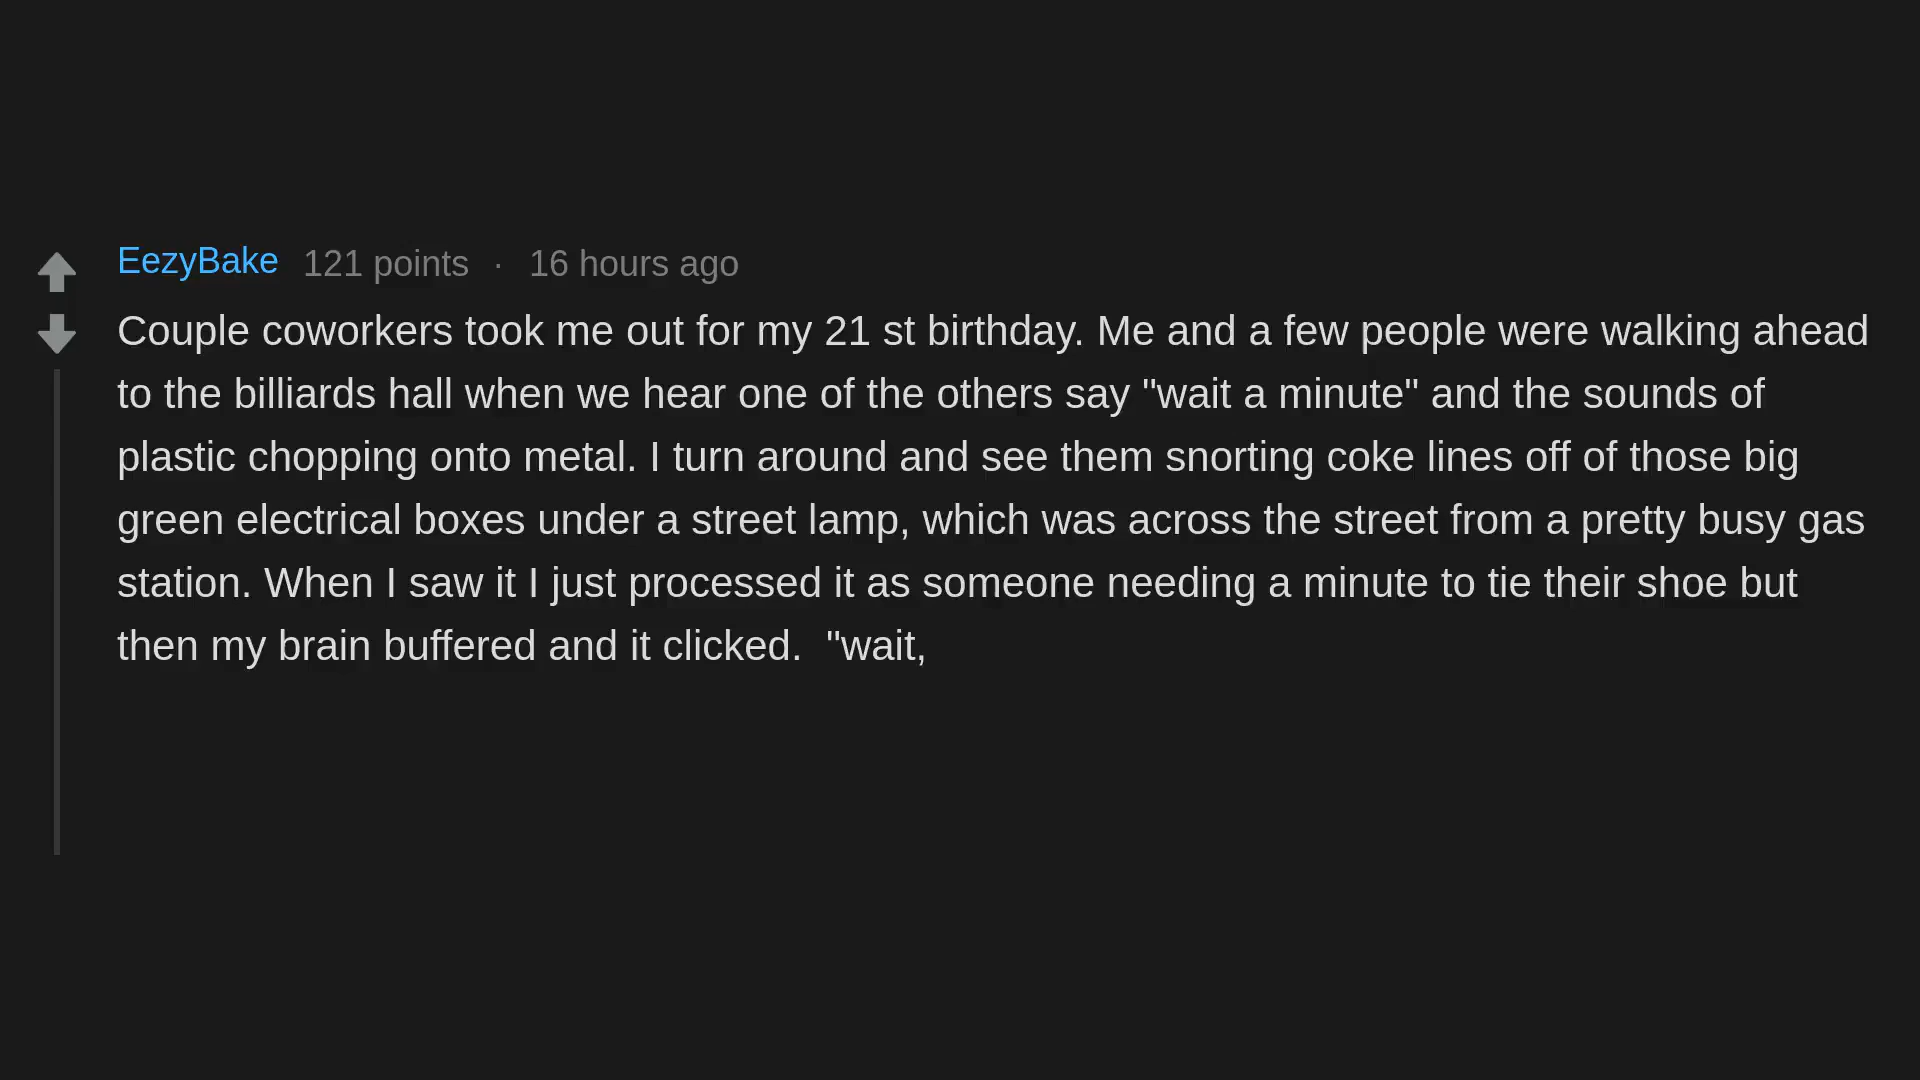 EezyBake 121 points · 16 hours ago
Couple coworkers took me out for my 21 st birthday. Me and a few people were walking ahead
to the billiards hall when we hear one of the others say "wait a minute" and the sounds of
plastic chopping onto metal. I turn around and see them snorting coke lines off of those big
green electrical boxes under a street lamp, which was across the street from a pretty busy gas
station. When I saw it I just processed it as someone needing a minute to tie their shoe but
then my brain buffered and it clicked.  "wait,